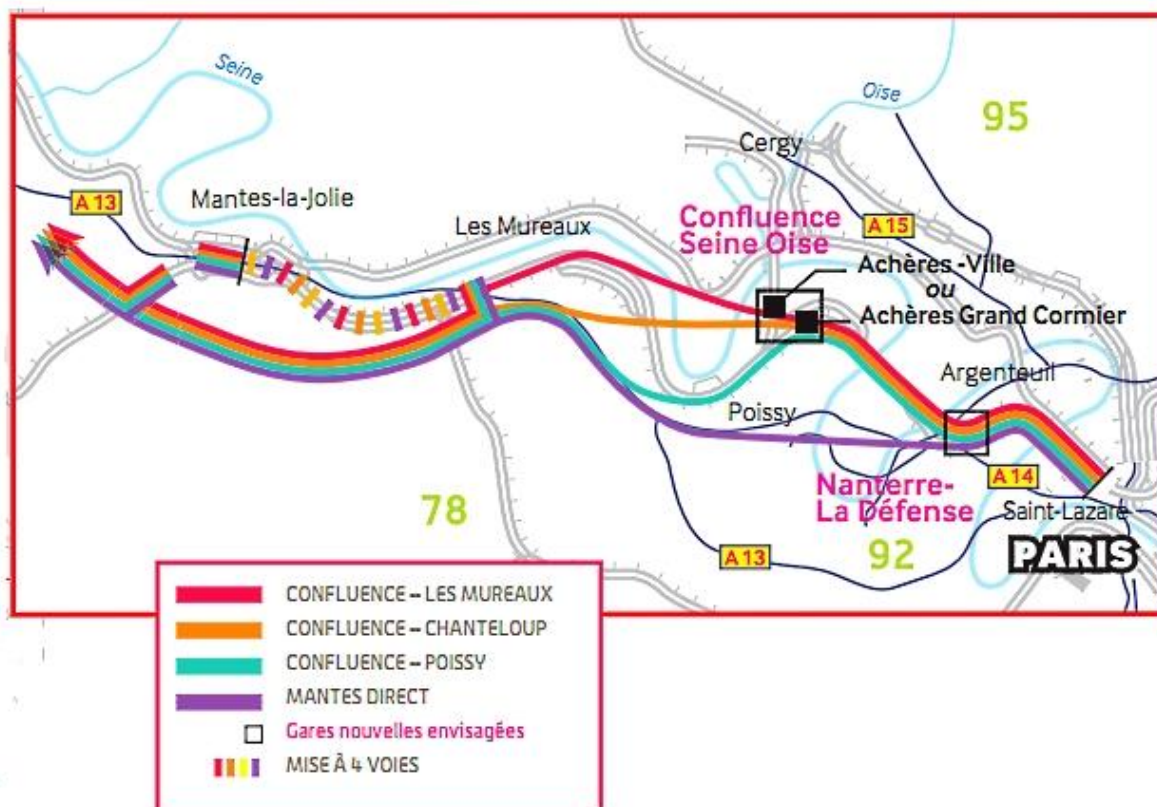 Seine
Oise
95
Cergy
A 13
Mantes-la-Jolie
Les Mureaux
Confluence
Seine Oise
A 15
Achères -Ville
ou
Achères Grand Cormier
Argenteuil
Poissy
Nanterre-
La Défense
A 14
78
Saint-Lazare
A 13
92
PARIS
CONFLUENCE – LES MUREAUX
CONFLUENCE – CHANTELOUP
CONFLUENCE – POISSY
MANTES DIRECT
Gares nouvelles envisagées
MISE À 4 VOIES